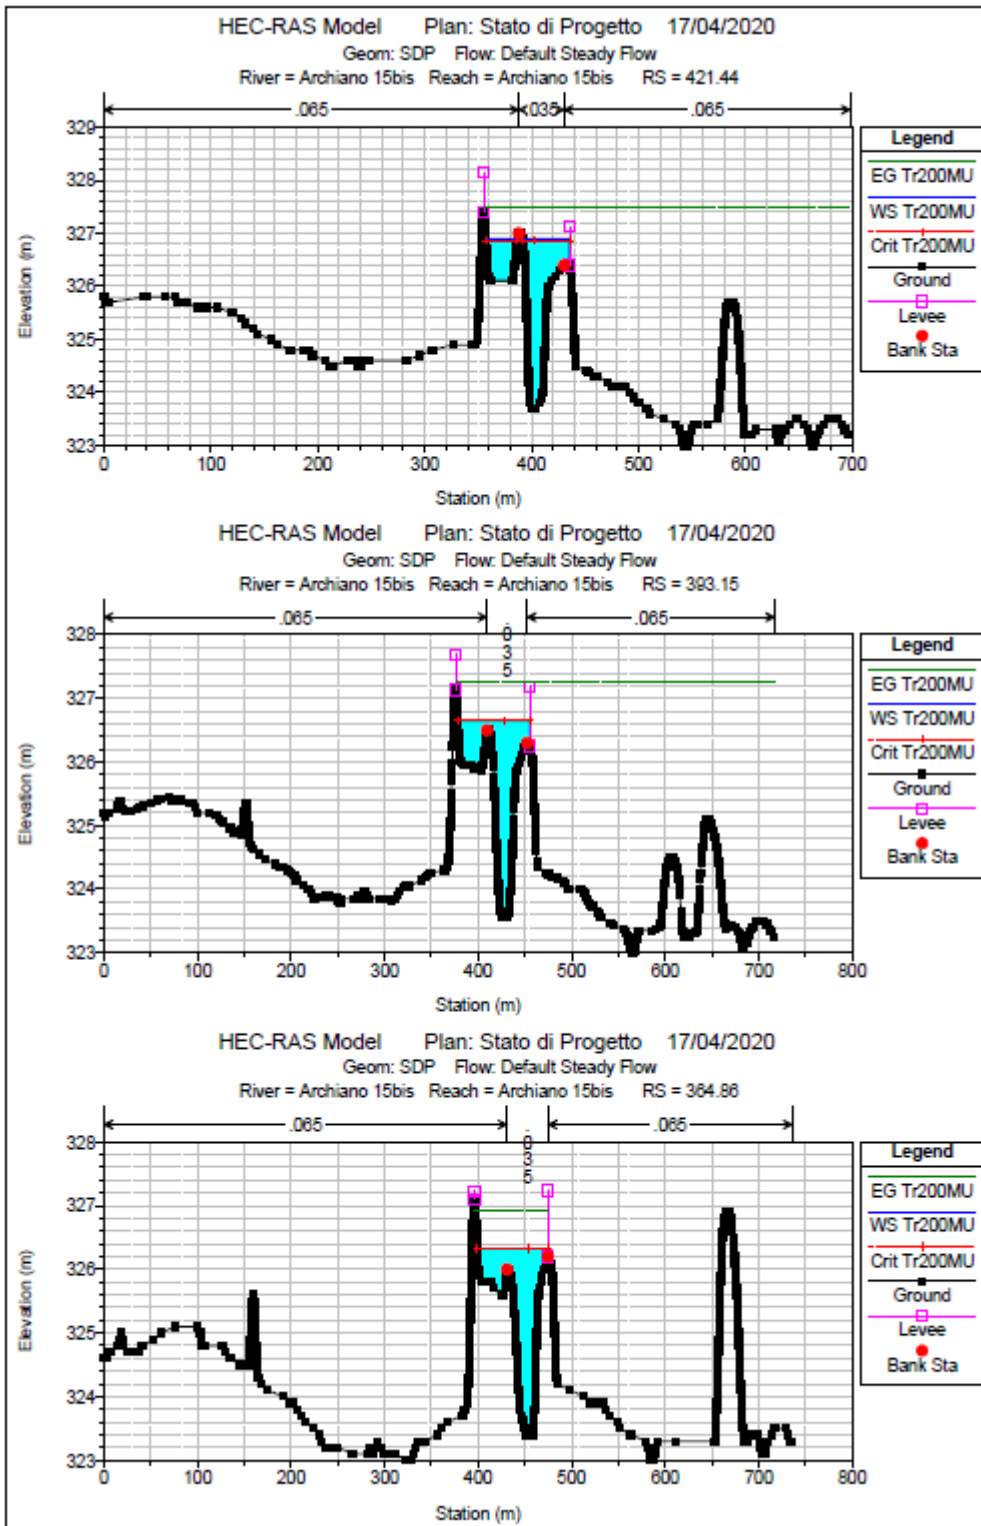 HEC-RAS Model Plan: Stato di Progetto 17/04/2020
Geom: SDP Flow: Default Steady Flow
River = Archiano 15bis Reach = Archiano 15bis RS = 421.44
.065 .035 .065
329
328
327
326
325
324
323
Elevation (m)
0 100 200 300 400 500 600 700
Station (m)
Legend
EG Tr200MU
WS Tr200MU
Crit Tr200MU
Ground
Levee
Bank Sta
HEC-RAS Model Plan: Stato di Progetto 17/04/2020
Geom: SDP Flow: Default Steady Flow
River = Archiano 15bis Reach = Archiano 15bis RS = 393.15
.065 .035 .065
328
327
326
325
324
323
Elevation (m)
0 100 200 300 400 500 600 700 800
Station (m)
Legend
EG Tr200MU
WS Tr200MU
Crit Tr200MU
Ground
Levee
Bank Sta
HEC-RAS Model Plan: Stato di Progetto 17/04/2020
Geom: SDP Flow: Default Steady Flow
River = Archiano 15bis Reach = Archiano 15bis RS = 364.86
.065 .035 .065
328
327
326
325
324
323
Elevation (m)
0 100 200 300 400 500 600 700 800
Station (m)
Legend
EG Tr200MU
WS Tr200MU
Crit Tr200MU
Ground
Levee
Bank Sta